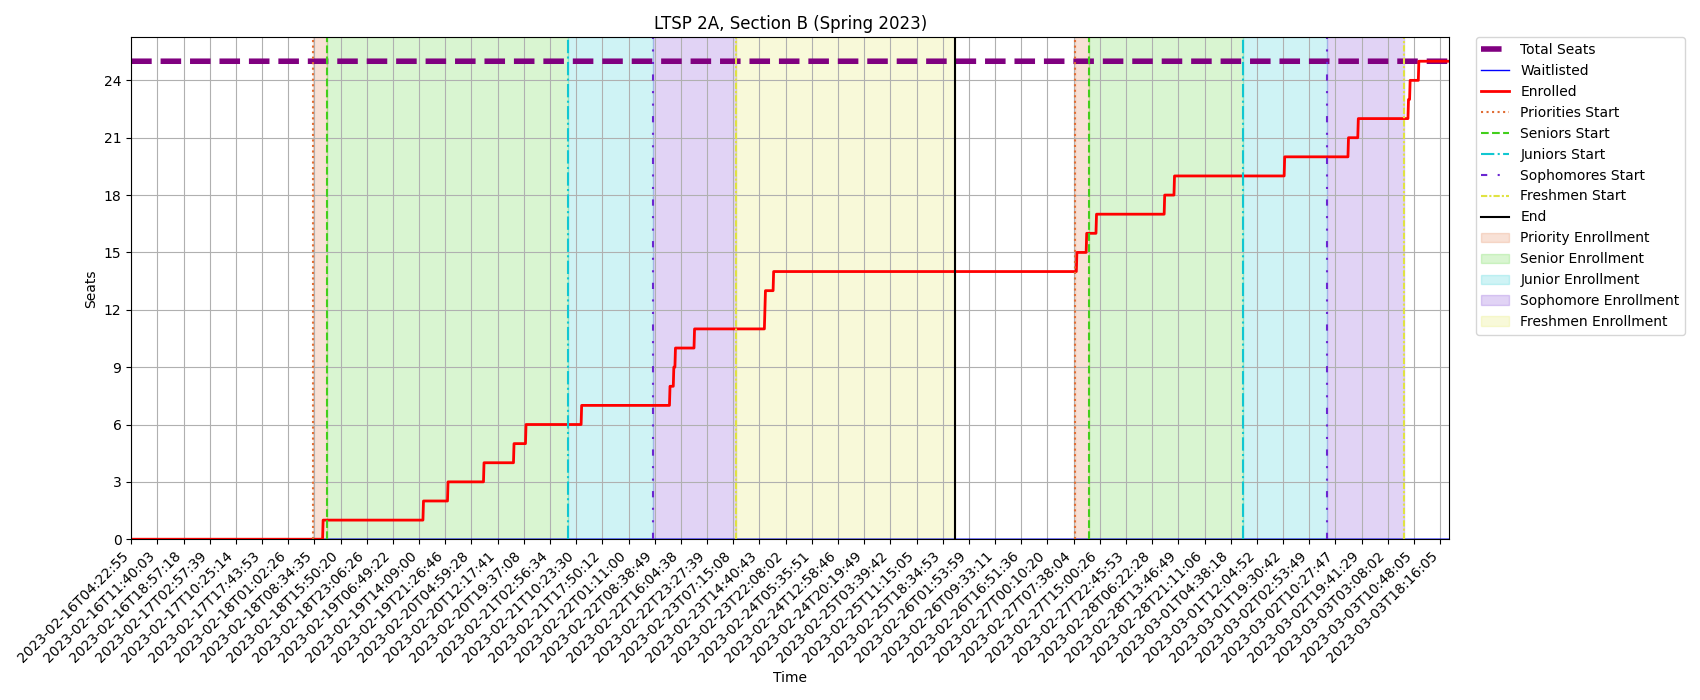 LTSP 2A, Section B (Spring 2023)
Seats
24
21
18
15
12
9
6
3
0
2023-02-16T04:22:55
2023-02-16T11:40:03
2023-02-16T18:57:18
2023-02-17T02:57:39
2023-02-17T10:25:14
2023-02-17T17:43:53
2023-02-18T01:02:26
2023-02-18T08:34:35
2023-02-18T15:50:20
2023-02-18T23:06:26
2023-02-19T06:49:22
2023-02-19T14:09:00
2023-02-19T21:26:46
2023-02-20T04:59:28
2023-02-20T12:17:41
2023-02-20T19:37:08
2023-02-21T02:56:34
2023-02-21T10:23:30
2023-02-21T17:50:12
2023-02-22T01:11:00
2023-02-22T08:38:49
2023-02-22T16:04:38
2023-02-22T23:27:39
2023-02-23T07:15:08
2023-02-23T14:40:43
2023-02-23T22:08:02
2023-02-24T05:35:51
2023-02-24T12:58:46
2023-02-24T20:19:49
2023-02-25T03:39:42
2023-02-25T11:15:05
2023-02-25T18:34:53
2023-02-26T01:53:59
2023-02-26T09:33:11
2023-02-26T16:51:36
2023-02-27T00:10:20
2023-02-27T07:38:04
2023-02-27T15:00:26
2023-02-27T22:45:53
2023-02-28T06:22:28
2023-02-28T13:46:49
2023-02-28T21:11:06
2023-03-01T04:38:18
2023-03-01T12:04:52
2023-03-01T19:30:42
2023-03-02T02:53:49
2023-03-02T10:27:47
2023-03-02T19:41:29
2023-03-03T03:08:02
2023-03-03T10:48:05
2023-03-03T18:16:05
Time
Total Seats
Waitlisted
Enrolled
Priorities Start
Seniors Start
Juniors Start
Sophomores Start
Freshmen Start
End
Priority Enrollment
Senior Enrollment
Junior Enrollment
Sophomore Enrollment
Freshmen Enrollment